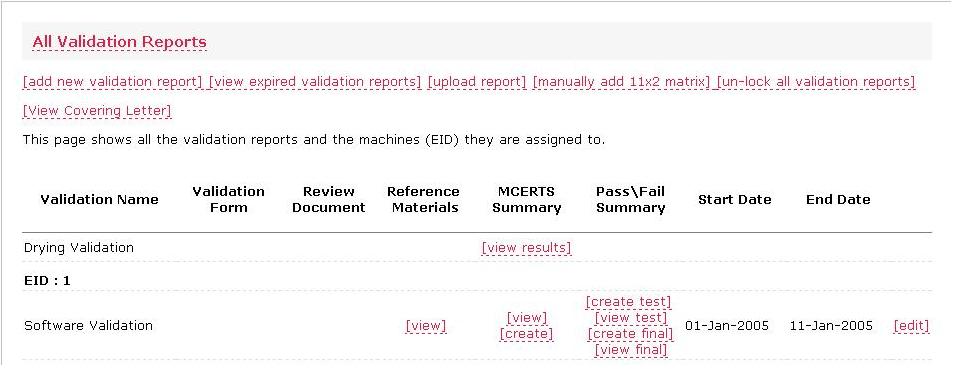 All Validation Reports
[add new validation report] [view expired validation reports] [upload report] [manually add 11x2 matrix] [un-lock all validation reports]
[View Covering Letter]
This page shows all the validation reports and the machines (EID) they are assigned to.
Validation Name Validation Form Review Document Reference Materials MCERTS Summary Pass\Fail Summary Start Date End Date
Drying Validation [view results]
EID : 1
Software Validation [view] [view] [create] [create test] [view test] [create final] [view final] 01-Jan-2005 11-Jan-2005 [edit]